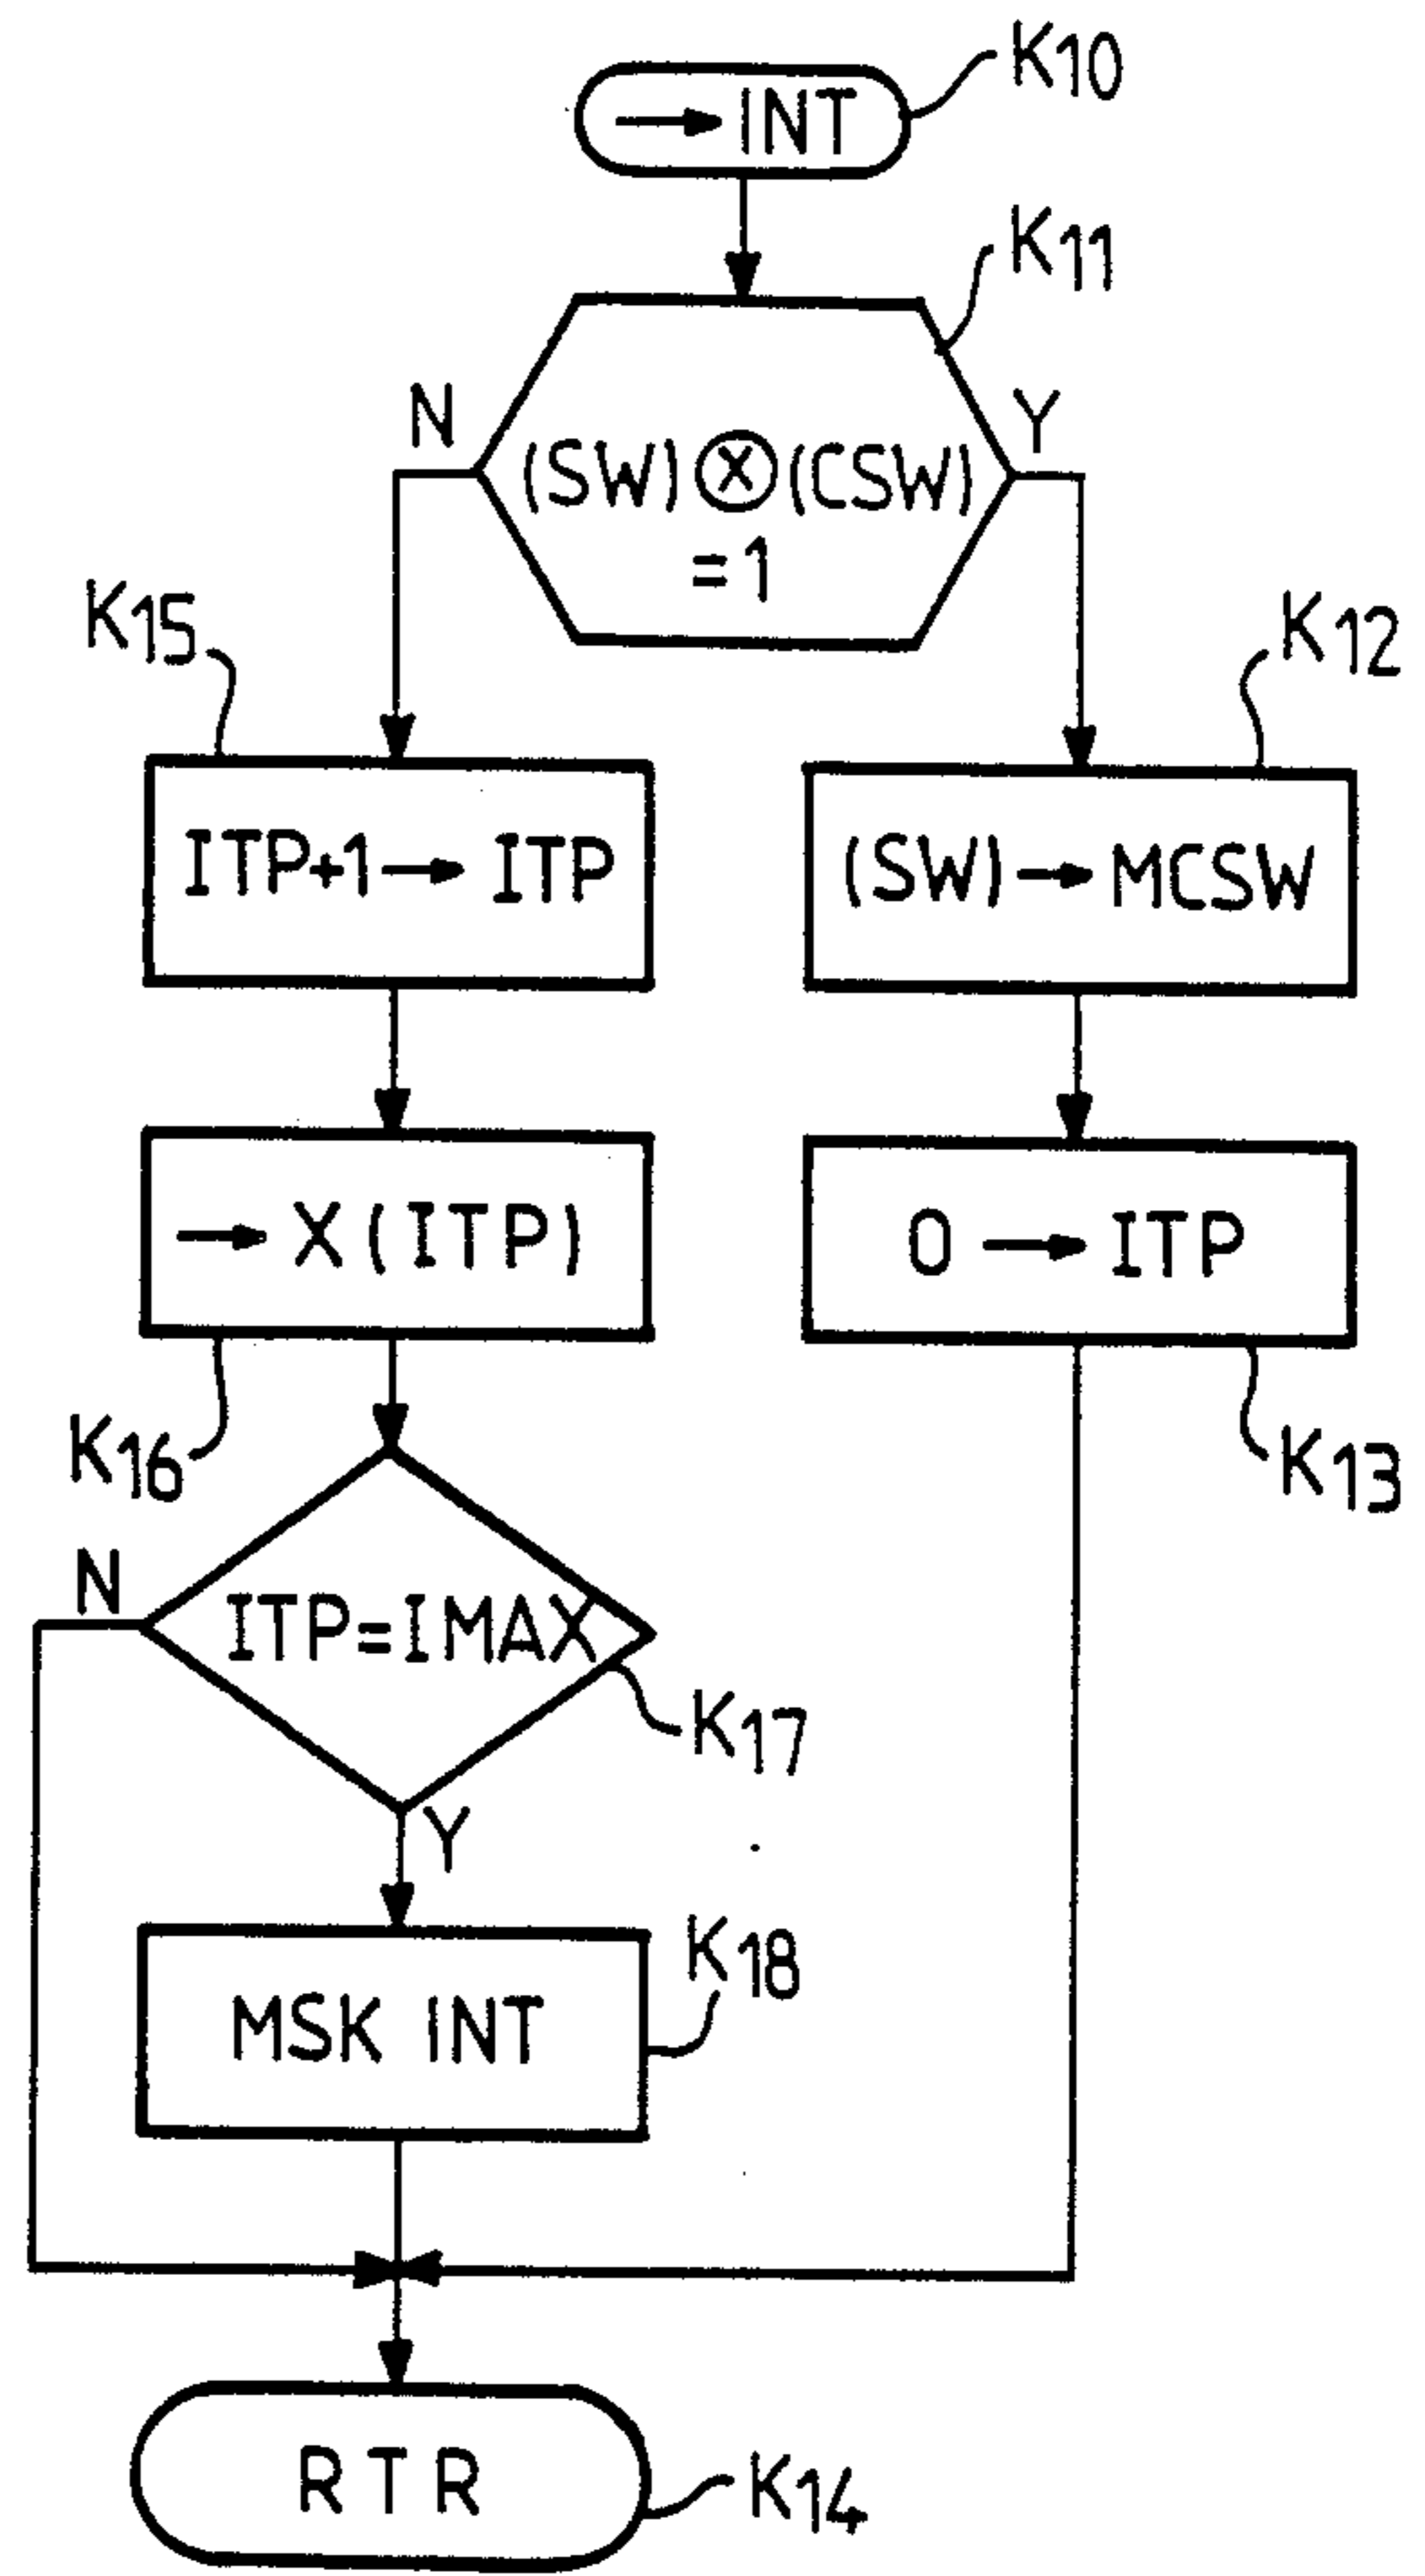 K10
→ INT
K11
N
Y
(SW) ⊗ (CSW)
=1
K15
K12
ITP+1 → ITP
(SW) → MCSW
→ X(ITP)
0 → ITP
K16
K13
N
ITP=IMAX
K17
Y
K18
MSK INT
RTR
K14